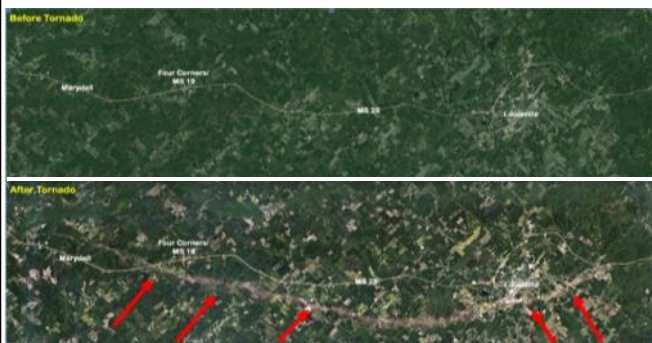 Before Tornado
Four Corners/
MS 19
Marydell
MS 25
Louisville
After Tornado
Four Corners/
MS 19
Marydell
MS 25
Louisville